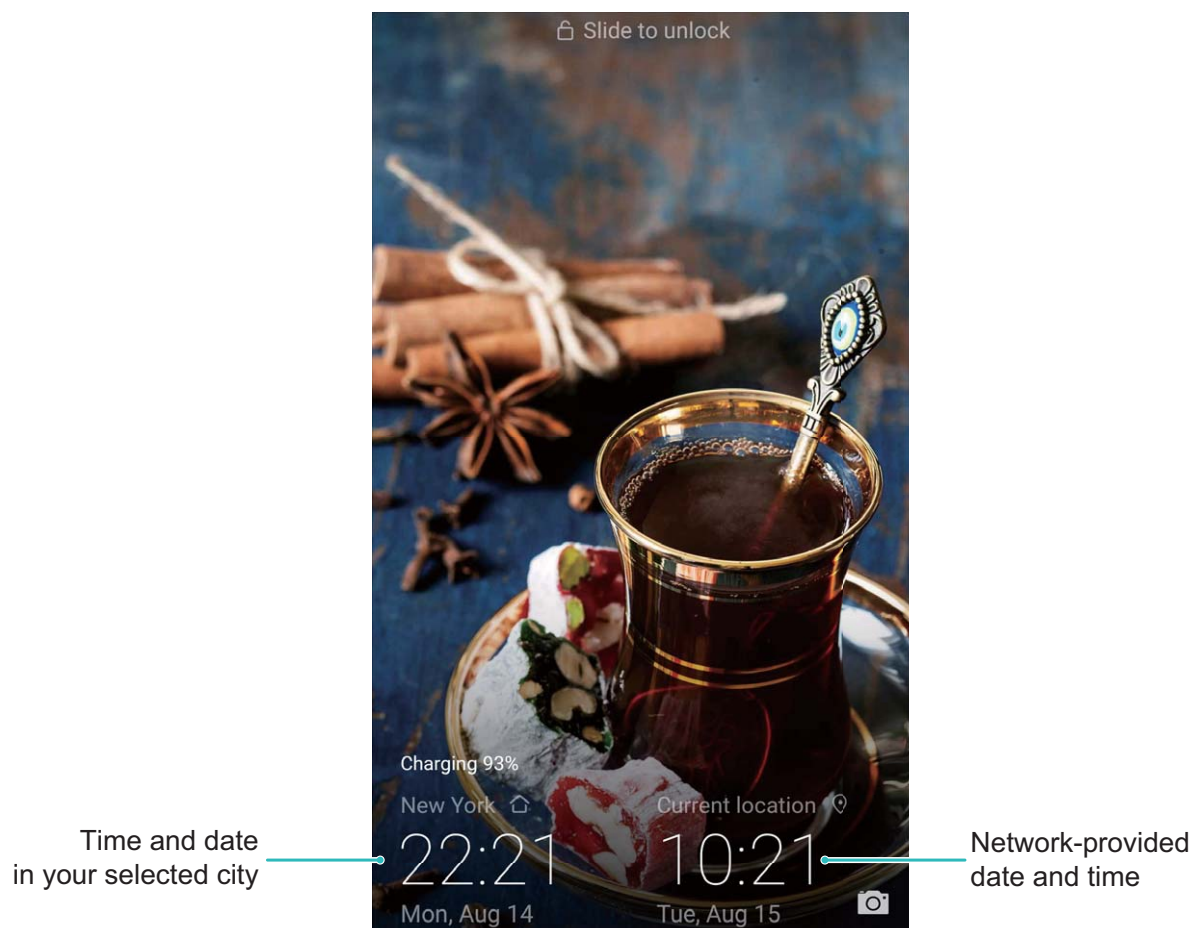 Slide to unlock
Charging 93%
New York
Current location
22:21
10:21
Mon, Aug 14
Tue, Aug 15
Time and date
in your selected city
Network-provided
date and time